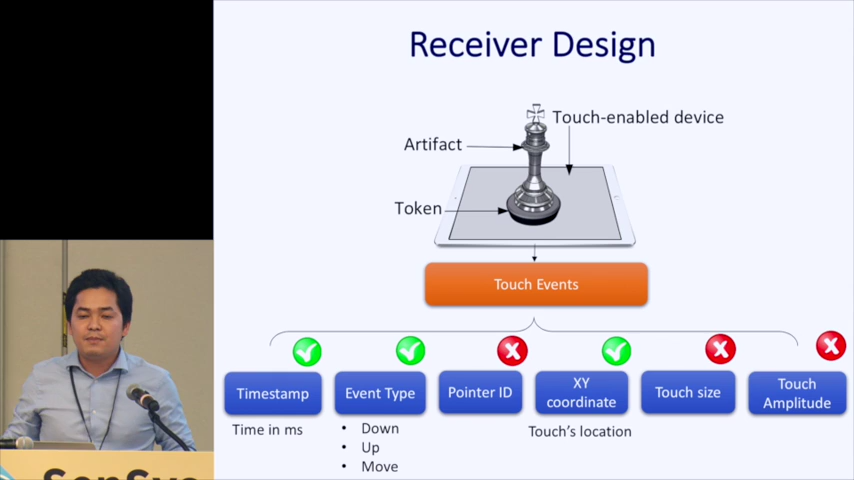 Receiver Design
Touch-enabled device
Artifact
Token
Touch Events
Timestamp
Event Type
Pointer ID
XY
coordinate
Touch size
Touch
Amplitude
Time in ms
• Down
• Up
• Move
Touch's location
SenSys